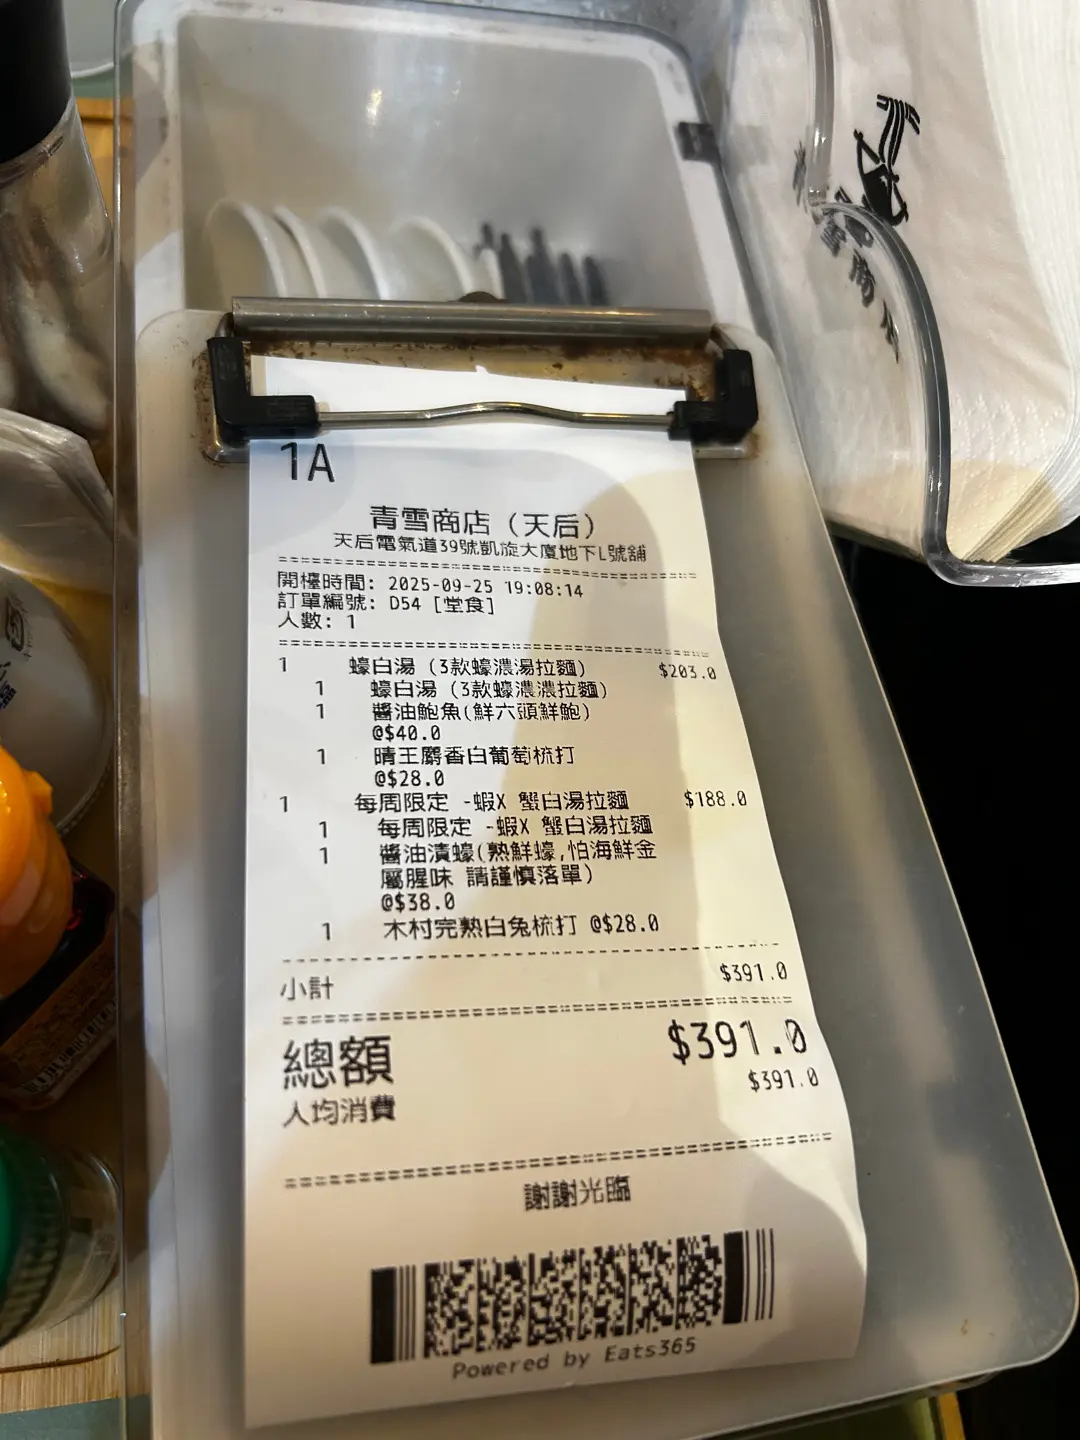 1A
青雪商店 (天后)
天后電氣道39號凱旋大廈地下L號舖
開檯時間: 2025-09-25 19:08:14
訂單編號: D54 [堂食]
人數: 1
1 蠔白湯 (3款蠔濃湯拉麵) $203.0
1 蠔白湯 (3款蠔濃濃拉麵)
1 醬油鮑魚(鮮六頭鮮鮑)
@$40.0
1 晴王麝香白葡萄梳打
@$28.0
1 每周限定 -蝦X 蟹白湯拉麵 $188.0
1 每周限定 -蝦X 蟹白湯拉麵
1 醬油漬蠔(熟鮮蠔,怕海鮮金
屬腥味 請謹慎落單)
@$38.0
1 木村完熟白兔梳打 @$28.0
小計 $391.0
總額 $391.0
人均消費 $391.0
謝謝光臨
Powered by Eats365